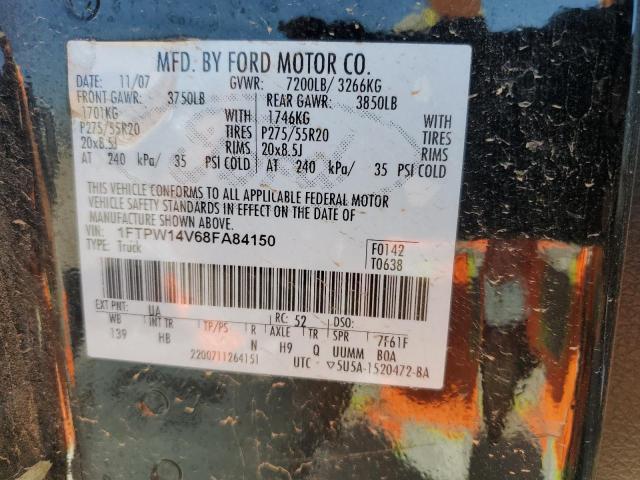 MFD. BY FORD MOTOR CO.
DATE: 11/07 GVWR: 7200LB/ 3266KG
FRONT GAWR: 3750LB REAR GAWR: 3850LB
1701KG WITH 1746KG WITH
P275/55R20 TIRES P275/55R20 TIRES
20x8.5J RIMS 20x8.5J RIMS
AT 240 kPa/ 35 PSI COLD AT 240 kPa/ 35 PSI COLD
THIS VEHICLE CONFORMS TO ALL APPLICABLE FEDERAL MOTOR
VEHICLE SAFETY STANDARDS IN EFFECT ON THE DATE OF
MANUFACTURE SHOWN ABOVE.
VIN: 1FTPW14V68FA84150
TYPE: Truck
F0142
T0638
EXT PNT: UA RC: 52 DSO:
WB INT TR TP/PS R AXLE TR SPR 7F61F
139 HB N H9 Q UUMM BOA
2200711264151 UTC ▽5U5A-1520472-BA